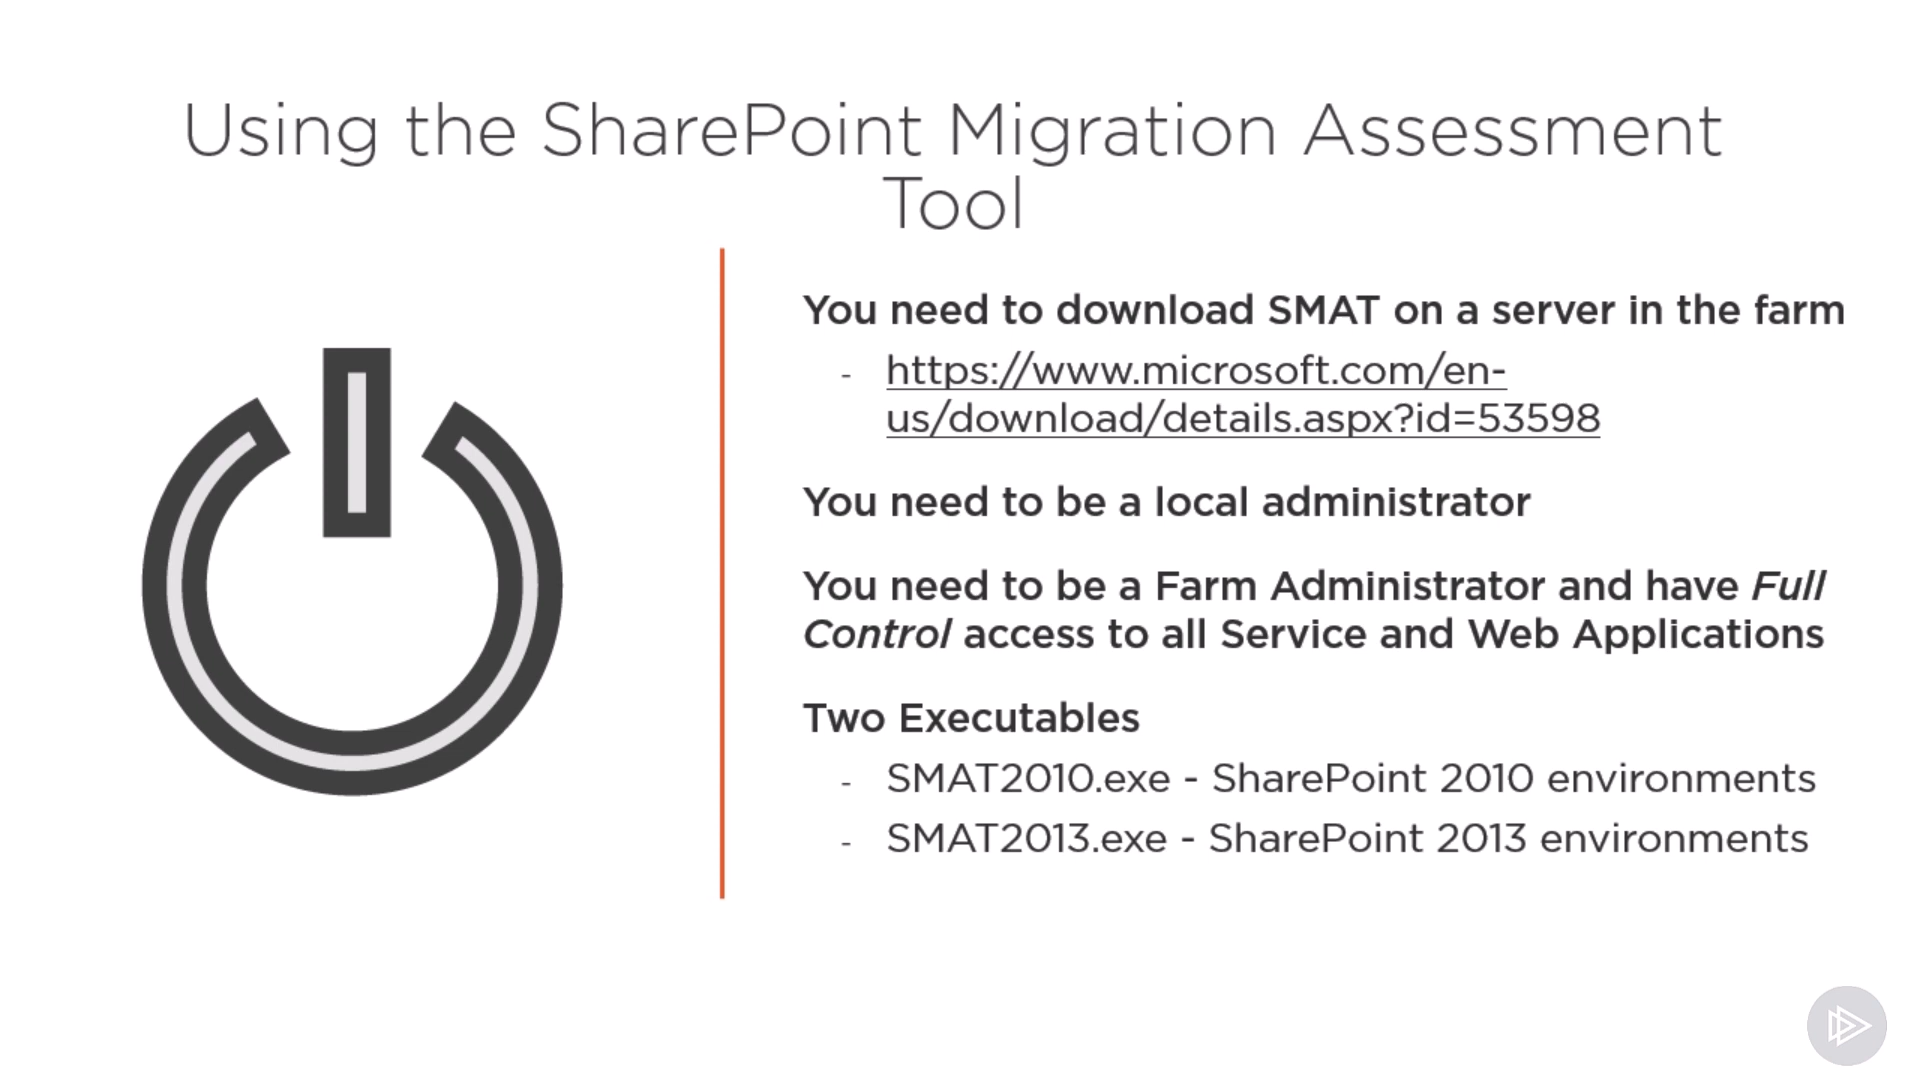 Using the SharePoint Migration Assessment
Tool
You need to download SMAT on a server in the farm
- https://www.microsoft.com/en-
us/download/details.aspx?id=53598
You need to be a local administrator
You need to be a Farm Administrator and have Full
Control access to all Service and Web Applications
Two Executables
- SMAT2010.exe - SharePoint 2010 environments
- SMAT2013.exe - SharePoint 2013 environments